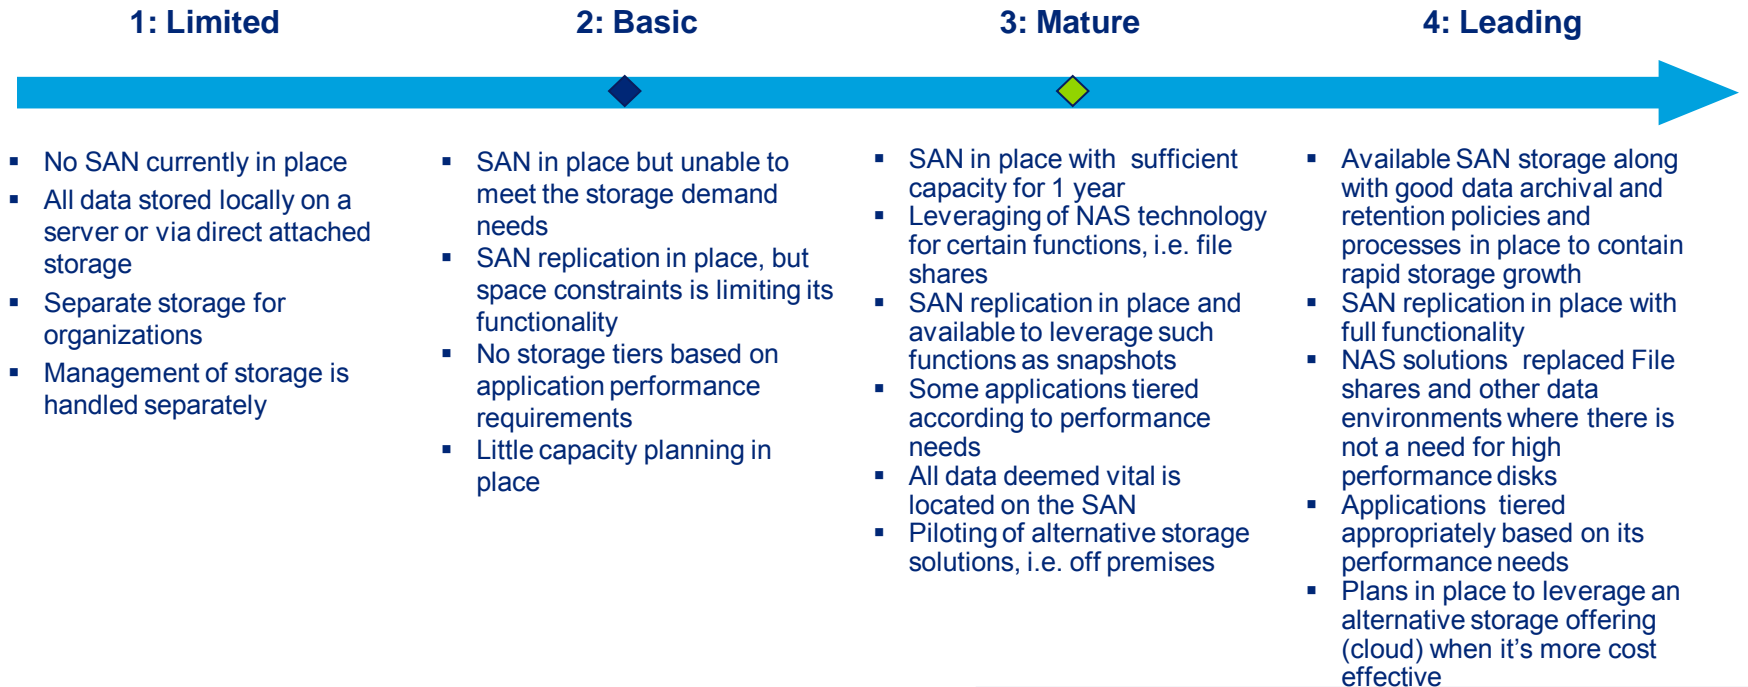 1: Limited
2: Basic
3: Mature
4: Leading
▪ No SAN currently in place
▪ All data stored locally on a
server or via direct attached
storage
▪ Separate storage for
organizations
▪ Management of storage is
handled separately
▪ SAN in place but unable to
meet the storage demand
needs
▪ SAN replication in place, but
space constraints is limiting its
functionality
▪ No storage tiers based on
application performance
requirements
▪ Little capacity planning in
place
▪ SAN in place with sufficient
capacity for 1 year
▪ Leveraging of NAS technology
for certain functions, i.e. file
shares
▪ SAN replication in place and
available to leverage such
functions as snapshots
▪ Some applications tiered
according to performance
needs
▪ All data deemed vital is
located on the SAN
▪ Piloting of alternative storage
solutions, i.e. off premises
▪ Available SAN storage along
with good data archival and
retention policies and
processes in place to contain
rapid storage growth
▪ SAN replication in place with
full functionality
▪ NAS solutions replaced File
shares and other data
environments where there is
not a need for high
performance disks
▪ Applications tiered
appropriately based on its
performance needs
▪ Plans in place to leverage an
alternative storage offering
(cloud) when it's more cost
effective